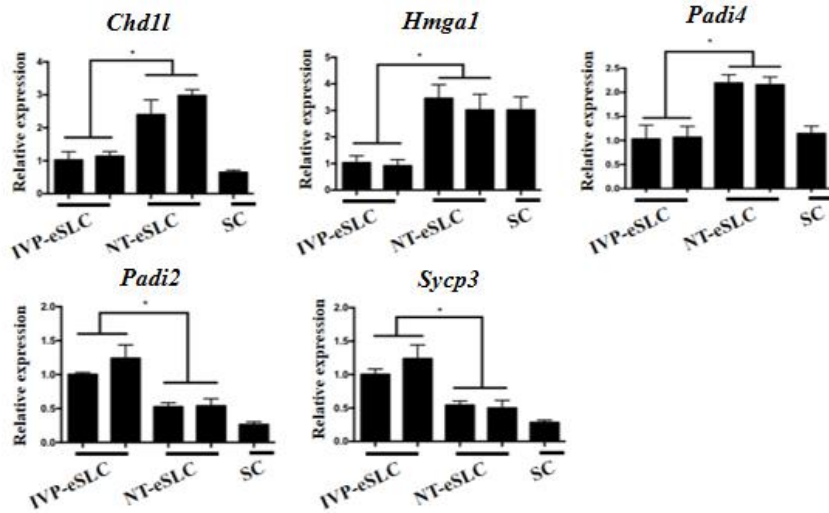 Chd1l
Relative expression
4
3
2
1
0
*
IVP-eSLC
NT-eSLC
SC
Hmga1
Relative expression
5
4
3
2
1
0
*
IVP-eSLC
NT-eSLC
SC
Padi4
Relative expression
2.5
2.0
1.5
1.0
0.5
0.0
*
IVP-eSLC
NT-eSLC
SC
Padi2
Relative expression
2.0
1.5
1.0
0.5
0.0
*
IVP-eSLC
NT-eSLC
SC
Sycp3
Relative expression
2.0
1.5
1.0
0.5
0.0
*
IVP-eSLC
NT-eSLC
SC